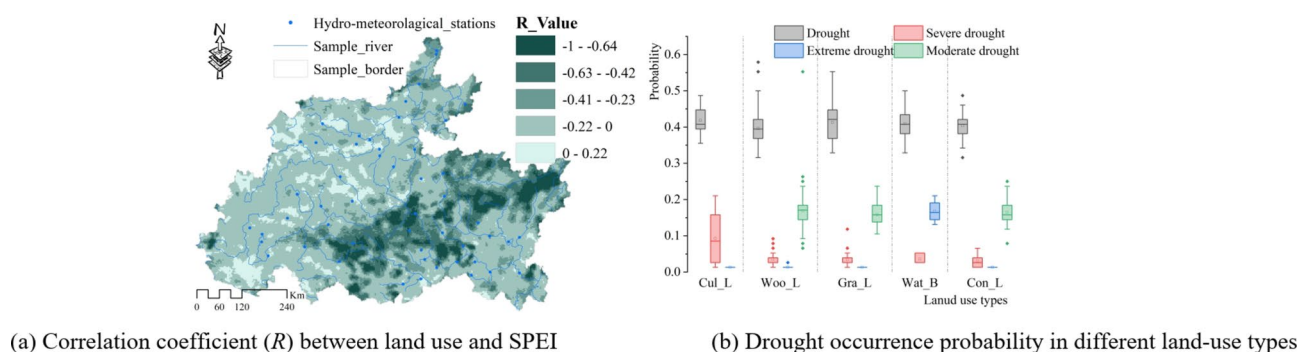 N
Hydro-meteorological_stations
Sample_river
Sample_border
R_Value
-1 - -0.64
-0.63 - -0.42
-0.41 - -0.23
-0.22 - 0
0 - 0.22
Km
0 60 120 240
(a) Correlation coefficient (R) between land use and SPEI
Drought
Severe drought
Extreme drought
Moderate drought
Probability
0.6
0.5
0.4
0.3
0.2
0.1
0.0
Cul_L Woo_L Gra_L Wat_B Con_L
Lanud use types
(b) Drought occurrence probability in different land-use types